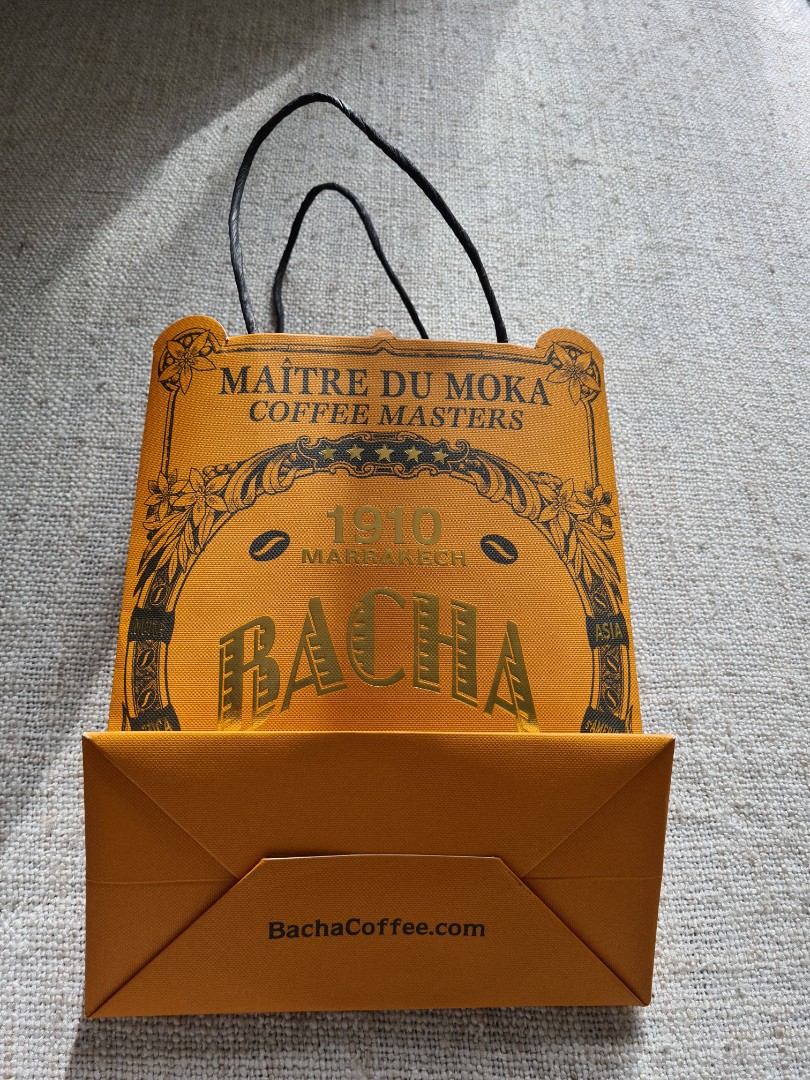 MAÎTRE DU MOKA
COFFEE MASTERS
1910
MARRAKECH
ASIA
BACHA
BachaCoffee.com